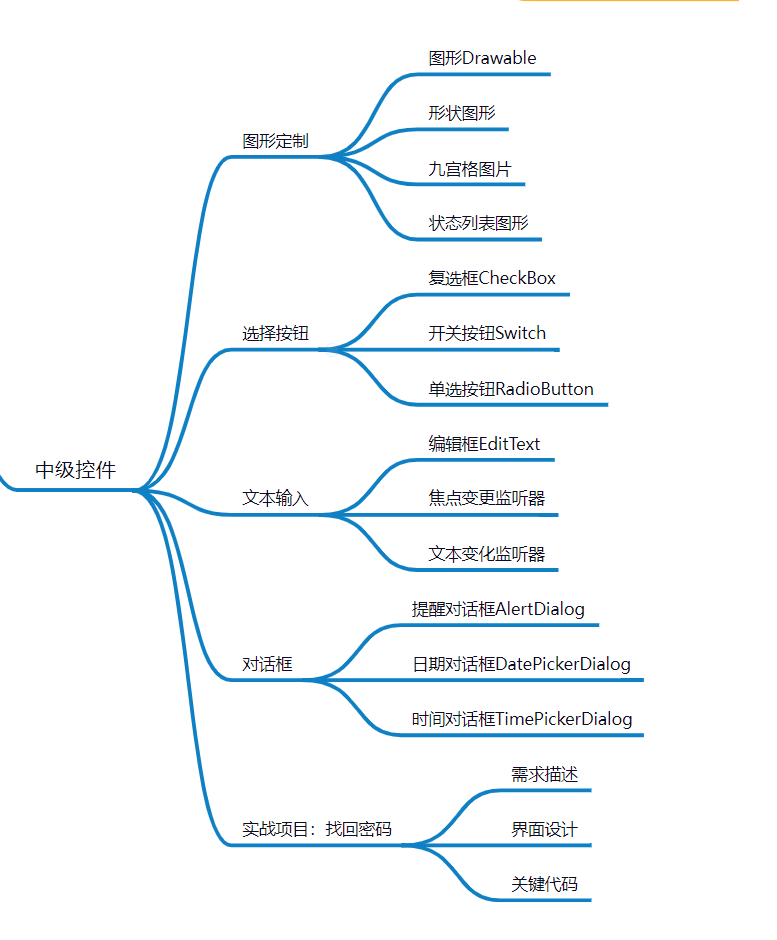 中级控件
图形定制
图形Drawable
形状图形
九宫格图片
状态列表图形
选择按钮
复选框CheckBox
开关按钮Switch
单选按钮RadioButton
文本输入
编辑框EditText
焦点变更监听器
文本变化监听器
对话框
提醒对话框AlertDialog
日期对话框DatePickerDialog
时间对话框TimePickerDialog
实战项目：找回密码
需求描述
界面设计
关键代码